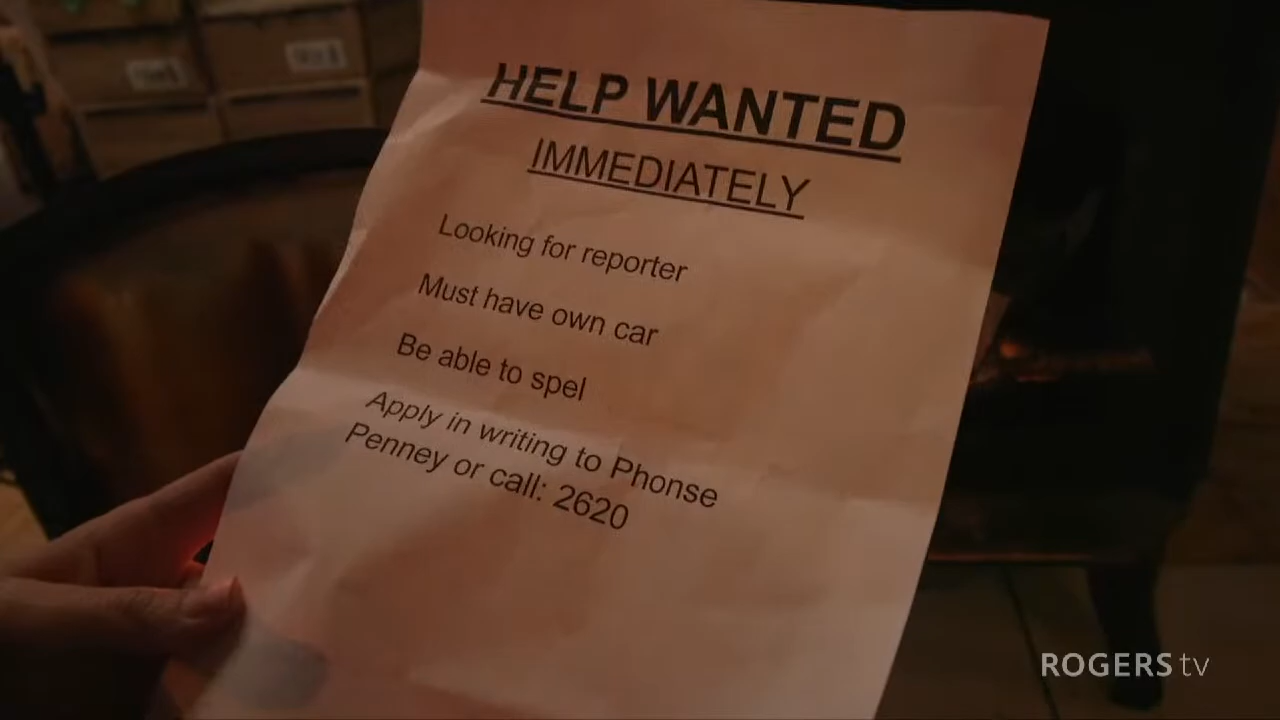 HELP WANTED
IMMEDIATELY
Looking for reporter
Must have own car
Be able to spel
Apply in writing to Phonse
Penney or call: 2620
ROGERS tv